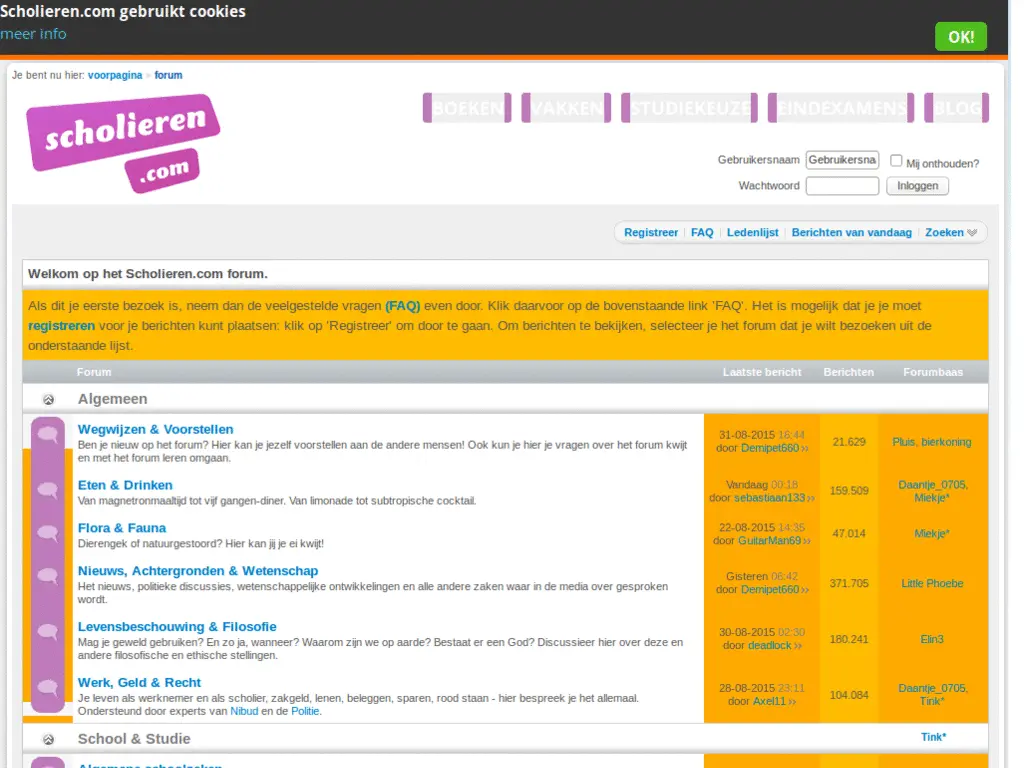 Scholieren.com gebruikt cookies
meer info
OK!
Je bent nu hier: voorpagina » forum
scholieren
.com
BOEKEN VAKKEN STUDIEKEUZE EINDEXAMENS BLOG
Gebruikersnaam Gebruikersna Mij onthouden?
Wachtwoord Inloggen
Registreer FAQ Ledenlijst Berichten van vandaag Zoeken
Welkom op het Scholieren.com forum.
Als dit je eerste bezoek is, neem dan de veelgestelde vragen (FAQ) even door. Klik daarvoor op de bovenstaande link 'FAQ'. Het is mogelijk dat je je moet
registreren voor je berichten kunt plaatsen: klik op 'Registreer' om door te gaan. Om berichten te bekijken, selecteer je het forum dat je wilt bezoeken uit de
onderstaande lijst.
Forum Laatste bericht Berichten Forumbaas
Algemeen
Wegwijzen & Voorstellen
Ben je nieuw op het forum? Hier kan je jezelf voorstellen aan de andere mensen! Ook kun je hier je vragen over het forum kwijt
en met het forum leren omgaan.
31-08-2015 16:44
door Demipet660
21.629
Pluis, bierkoning
Eten & Drinken
Van magnetronmaaltijd tot vijf gangen-diner. Van limonade tot subtropische cocktail.
Vandaag 00:18
door sebastiaan133
159.509
Daantje_0705,
Miekje*
Flora & Fauna
Dierengek of natuurgestoord? Hier kan jij je ei kwijt!
22-08-2015 14:35
door GuitarMan69
47.014
Miekje*
Nieuws, Achtergronden & Wetenschap
Het nieuws, politieke discussies, wetenschappelijke ontwikkelingen en alle andere zaken waar in de media over gesproken
wordt.
Gisteren 06:42
door Demipet660
371.705
Little Phoebe
Levensbeschouwing & Filosofie
Mag je geweld gebruiken? En zo ja, wanneer? Waarom zijn we op aarde? Bestaat er een God? Discussieer hier over deze en
andere filosofische en ethische stellingen.
30-08-2015 02:30
door deadlock
180.241
Elin3
Werk, Geld & Recht
Je leven als werknemer en als scholier, zakgeld, lenen, beleggen, sparen, rood staan - hier bespreek je het allemaal.
Ondersteund door experts van Nibud en de Politie.
28-08-2015 23:11
door Axel11
104.084
Daantje_0705,
Tink*
School & Studie
Tink*